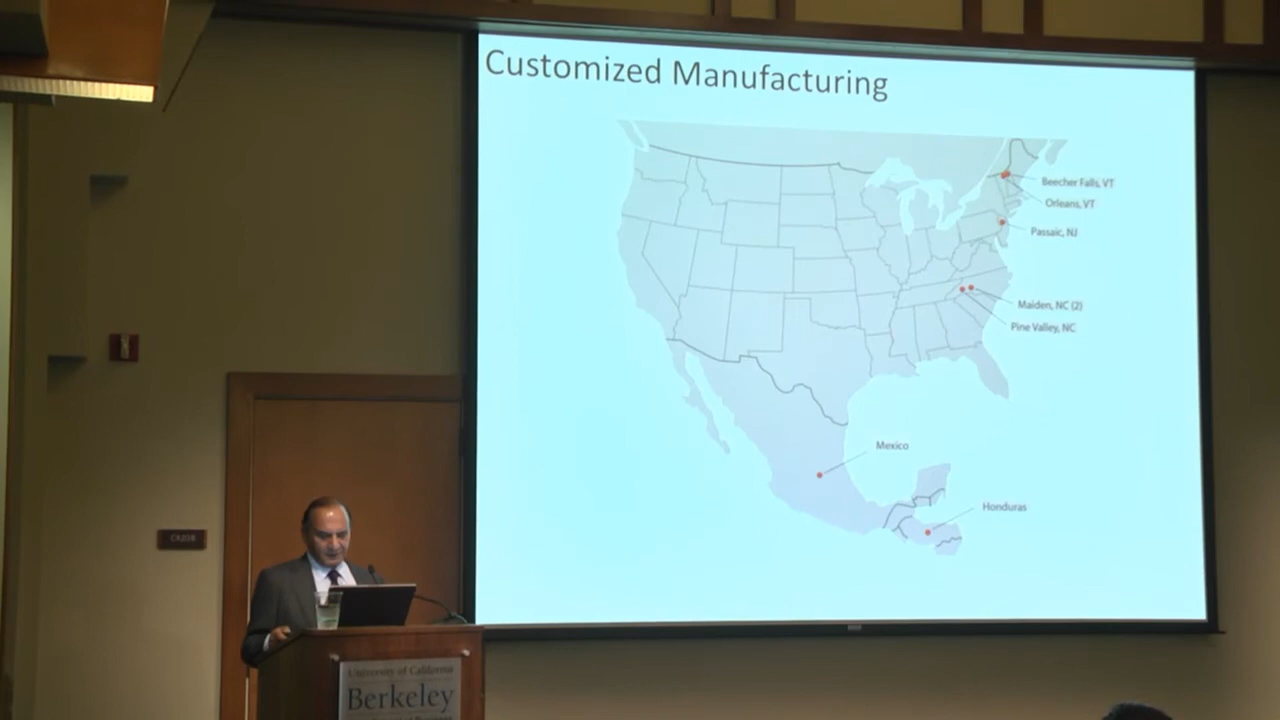 Customized Manufacturing
Beecher Falls, VT
Orleans, VT
Passaic, NJ
Maiden, NC (2)
Pine Valley, NC
Mexico
Honduras
University of California
Berkeley